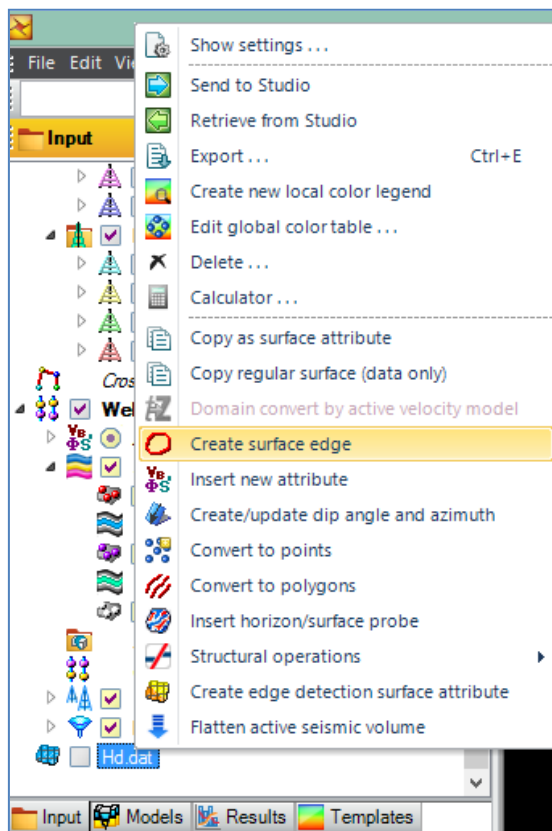 Show settings ...
File Edit Vi
Send to Studio
Retrieve from Studio
Input
Export ... Ctrl+E
Create new local color legend
Edit global color table ...
Delete ...
Calculator ...
Copy as surface attribute
Cros
Copy regular surface (data only)
Wel
Domain convert by active velocity model
Create surface edge
Insert new attribute
Create/update dip angle and azimuth
Convert to points
Convert to polygons
Insert horizon/surface probe
Structural operations
Create edge detection surface attribute
Flatten active seismic volume
Hd.dat
Input Models Results Templates